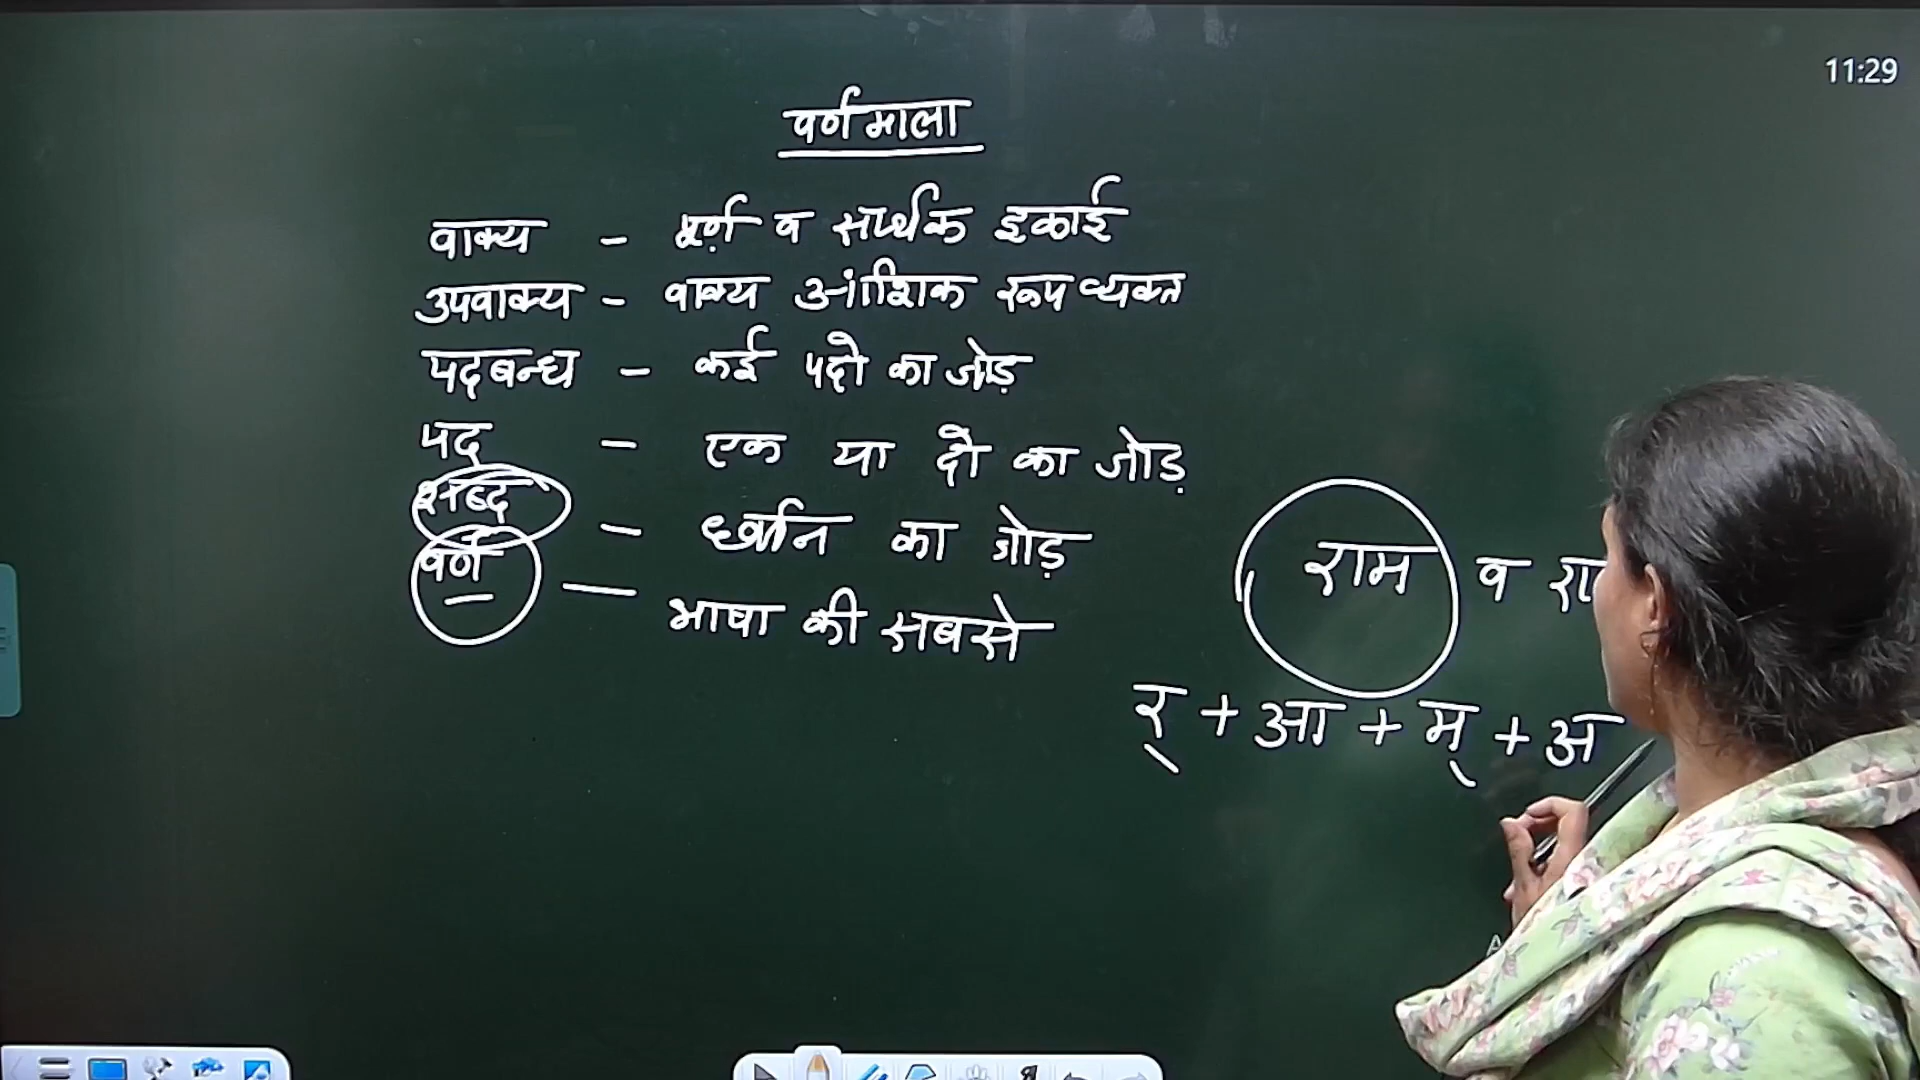 11:29
वर्णमाला
वाक्य - पूर्ण व सार्थक इकाई
उपवाक्य - वाक्य आंशिक रूप व्यक्त
पदबन्ध - कई पदो का जोड़
पद - एक या दो का जोड़
शब्द - ध्वनि का जोड़
वर्ण - भाषा की सबसे
राम व रा
र् + आ + म् + अ